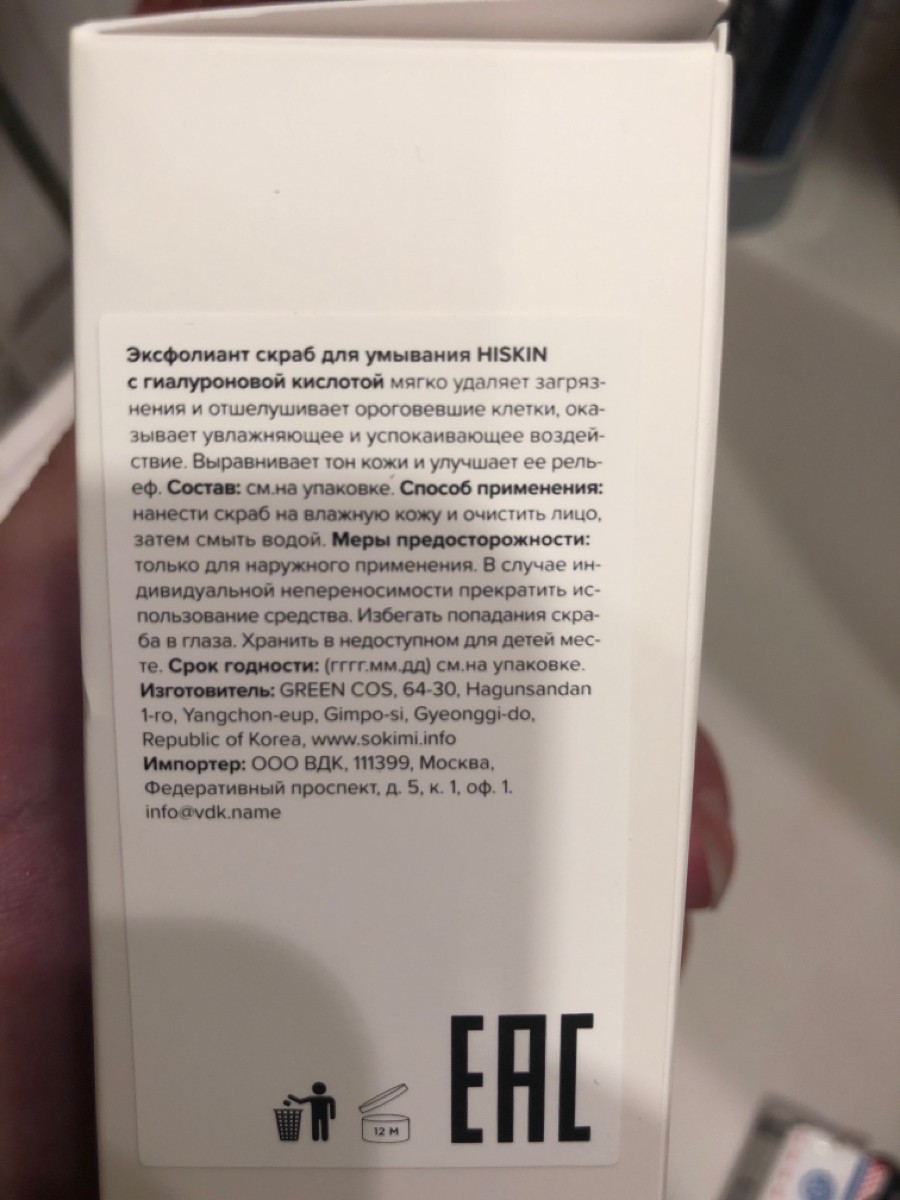 Эксфолиант скраб для умывания HISKIN
с гиалуроновой кислотой мягко удаляет загряз-
нения и отшелушивает ороговевшие клетки, ока-
зывает увлажняющее и успокаивающее воздей-
ствие. Выравнивает тон кожи и улучшает ее рель-
еф. Состав: см.на упаковке. Способ применения:
нанести скраб на влажную кожу и очистить лицо,
затем смыть водой. Меры предосторожности:
только для наружного применения. В случае ин-
дивидуальной непереносимости прекратить ис-
пользование средства. Избегать попадания скра-
ба в глаза. Хранить в недоступном для детей мес-
те. Срок годности: (гггг.мм.дд) см.на упаковке.
Изготовитель: GREEN COS, 64-30, Hagunsandan
1-ro, Yangchon-eup, Gimpo-si, Gyeonggi-do,
Republic of Korea, www.sokimi.info
Импортер: ООО ВДК, 111399, Москва,
Федеративный проспект, д. 5, к. 1, оф. 1.
info@vdk.name
12 M
EAC